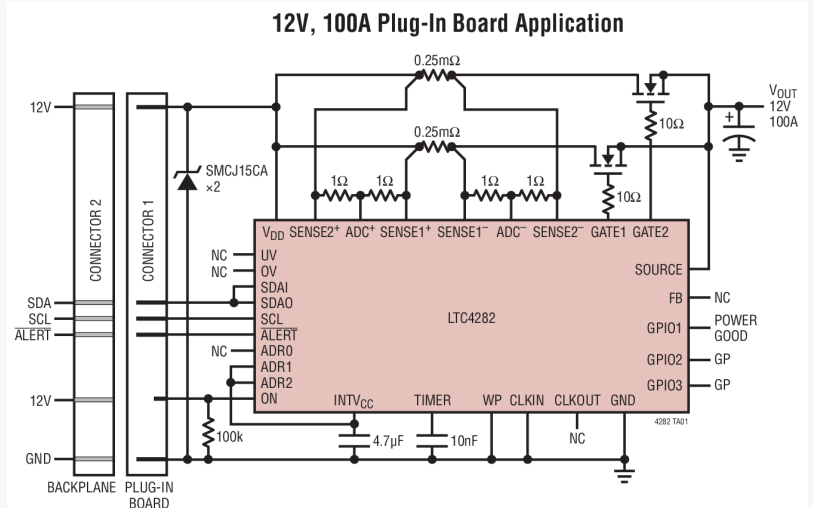 12V, 100A Plug-In Board Application
0.25mΩ
12V
VOUT
12V
100A
+
10Ω
0.25mΩ
SMCJ15CA
×2
1Ω
1Ω
1Ω
1Ω
10Ω
CONNECTOR 2
CONNECTOR 1
VDD
SENSE2+
ADC+
SENSE1+
SENSE1−
ADC−
SENSE2−
GATE1
GATE2
NC
UV
NC
OV
SDAI
SDA
SDAO
SCL
SCL
ALERT
ALERT
NC
ADR0
ADR1
ADR2
12V
ON
LTC4282
SOURCE
FB
NC
GPIO1
POWER
GOOD
GPIO2
GP
GPIO3
GP
INTVCC
TIMER
WP
CLKIN
CLKOUT
GND
4282 TA01
100k
4.7µF
10nF
NC
GND
BACKPLANE
PLUG-IN
BOARD